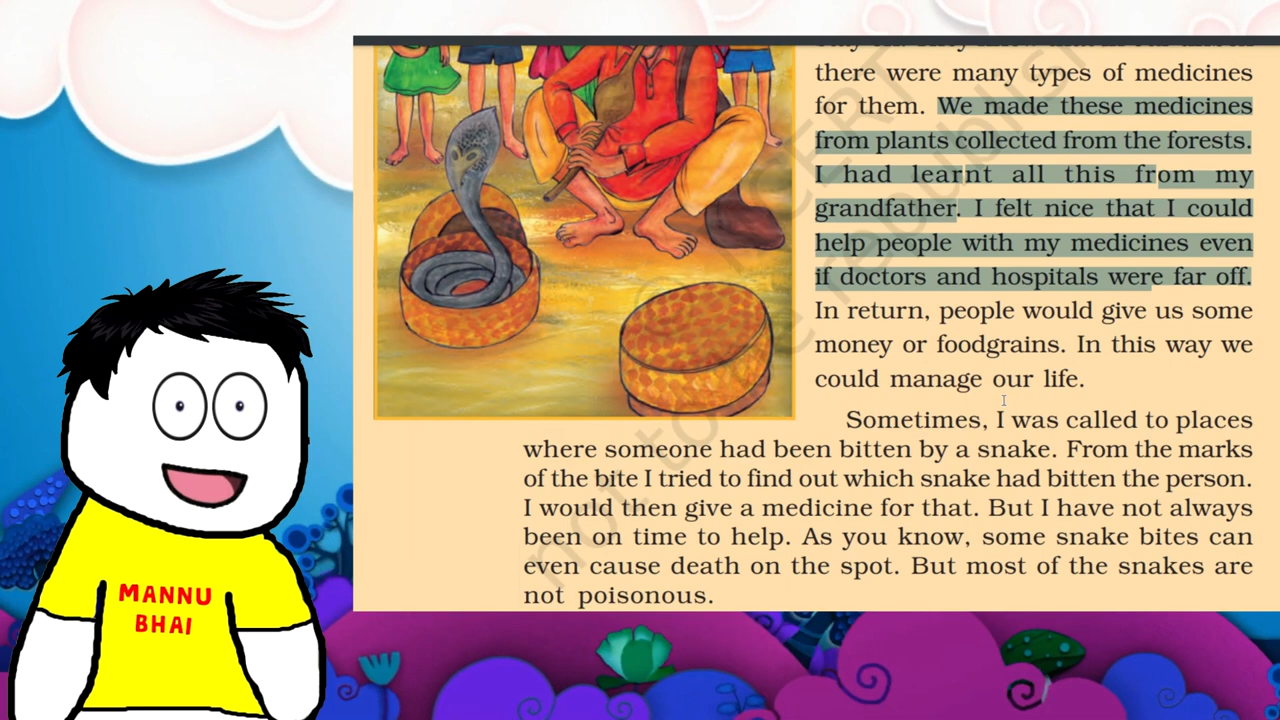 there were many types of medicines
for them. We made these medicines
from plants collected from the forests.
I had learnt all this from my
grandfather. I felt nice that I could
help people with my medicines even
if doctors and hospitals were far off.
In return, people would give us some
money or foodgrains. In this way we
could manage our life.
Sometimes, I was called to places
where someone had been bitten by a snake. From the marks
of the bite I tried to find out which snake had bitten the person.
I would then give a medicine for that. But I have not always
been on time to help. As you know, some snake bites can
even cause death on the spot. But most of the snakes are
not poisonous.
MANNU
BHAI